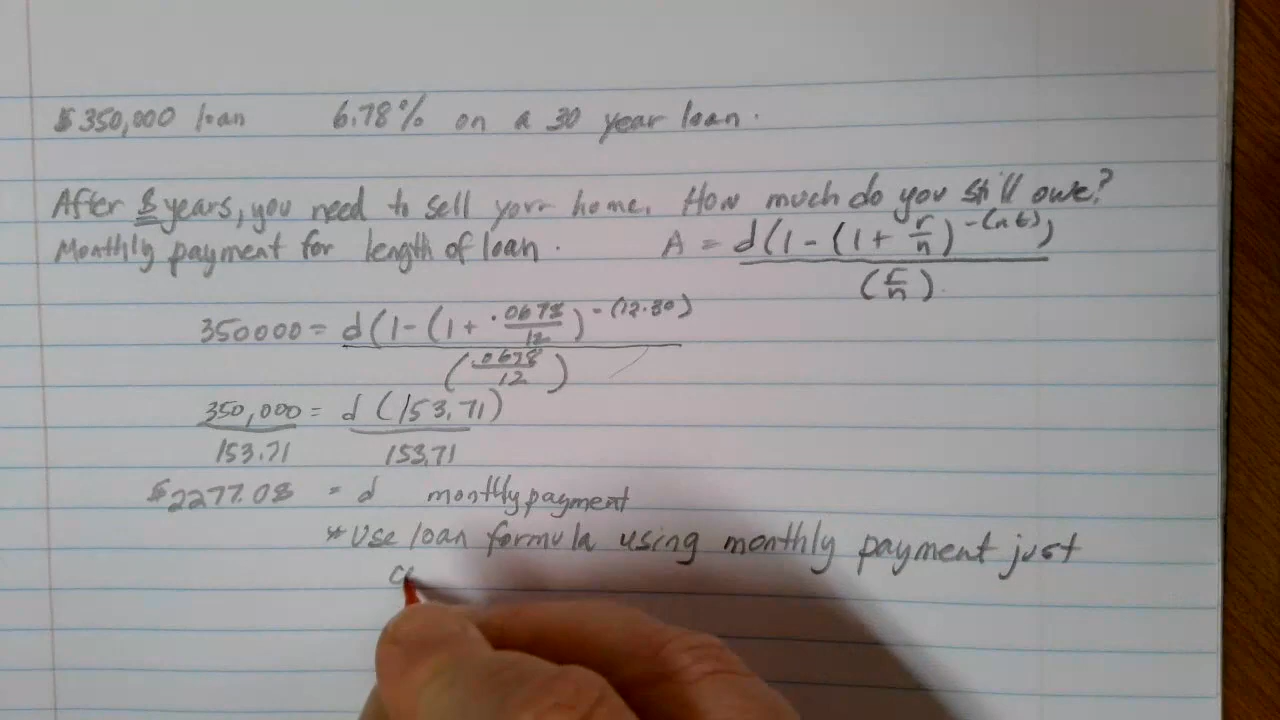 $350,000 loan 6.78% on a 30 year loan.
After years, you need to sell your home. How much do you still owe?
Monthly payment for length of loan. A = d(1-(1+r/n)^-(nt)) / (r/n)
350000 = d(1-(1+.0678/12)^-(12·30)) / (.0678/12)
350,000/153.71 = d(153.71)/153.71
$2277.08 = d monthly payment
*Use loan formula using monthly payment just